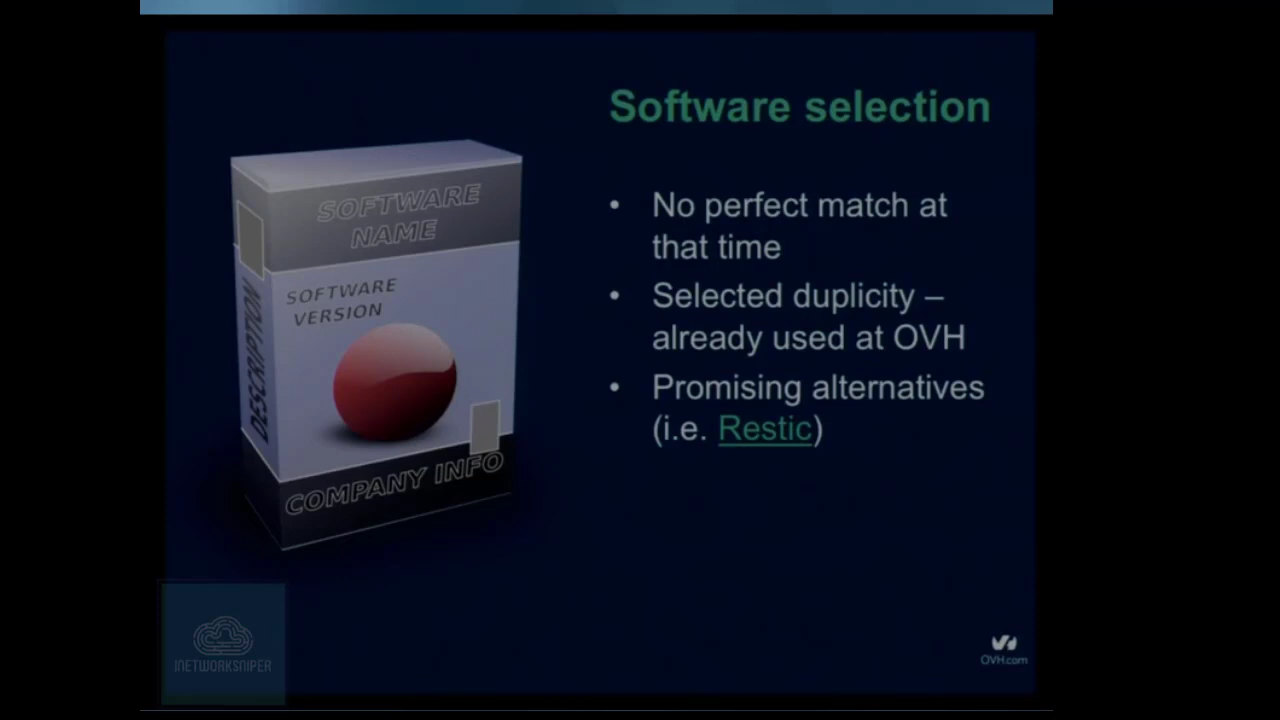 Software selection
• No perfect match at
that time
• Selected duplicity –
already used at OVH
• Promising alternatives
(i.e. Restic)
SOFTWARE
NAME
SOFTWARE
VERSION
DESCRIPTION
COMPANY INFO
INETWORKSNIPER
OVH.com